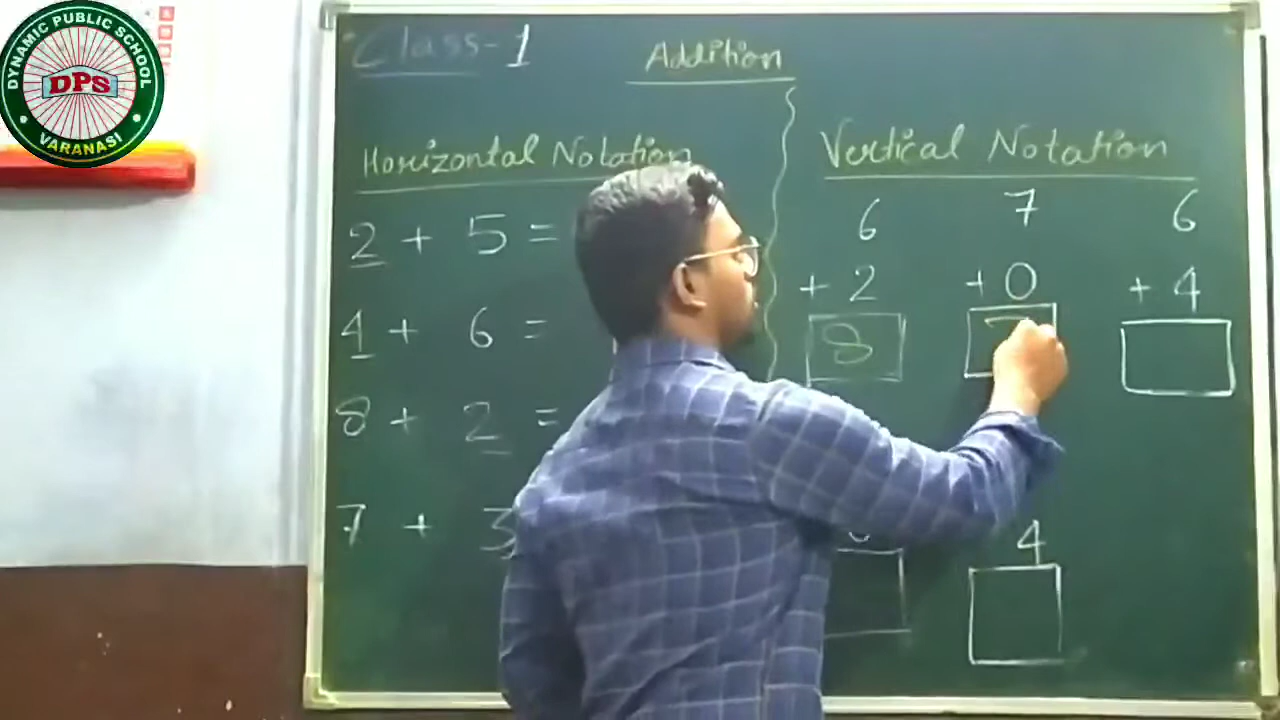 DYNAMIC PUBLIC SCHOOL
DPS
VARANASI
Class-1
Addition
Horizontal Notation
2 + 5 =
4 + 6 =
8 + 2 =
7 + 3
Vertical Notation
6 7 6
+ 2 + 0 + 4
8 7
4